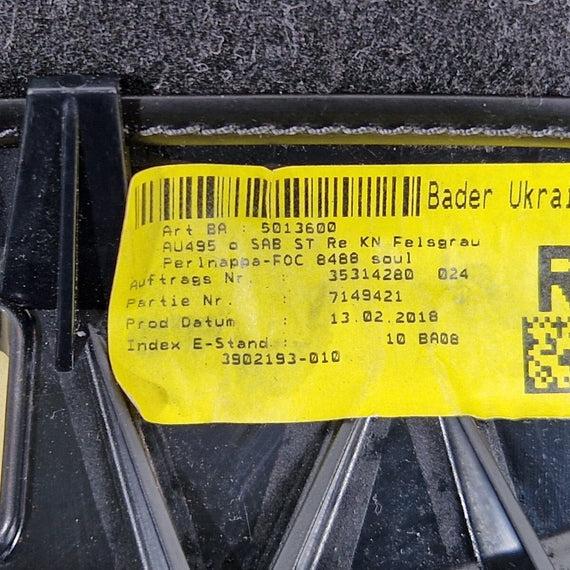 Bader Ukrai
Art BA : 5013600
AU495 o SAB ST Re KN Felsgrau
Perlnappa-FOC 8488 soul
Auftrags Nr. : 35314280 024
Partie Nr. : 7149421
Prod Datum : 13.02.2018
Index E-Stand : 10 BA08
3902193-010
R